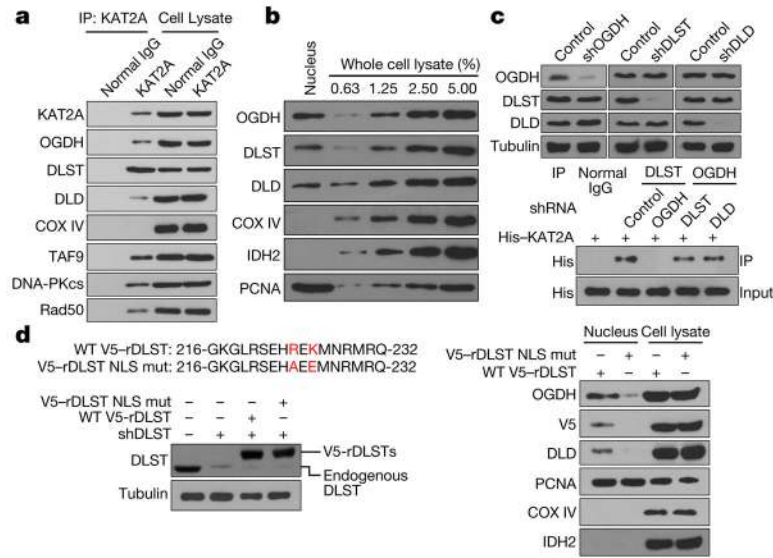 a
IP: KAT2A Cell Lysate
Normal IgG KAT2A Normal IgG KAT2A
KAT2A
OGDH
DLST
DLD
COX IV
TAF9
DNA-PKcs
Rad50
b
Nucleus
Whole cell lysate (%)
0.63 1.25 2.50 5.00
OGDH
DLST
DLD
COX IV
IDH2
PCNA
c
Control shOGDH Control shDLST Control shDLD
OGDH
DLST
DLD
Tubulin
IP Normal IgG DLST OGDH
shRNA Control OGDH DLST DLD
His–KAT2A + + + + +
His IP
His Input
d
WT V5–rDLST: 216-GKGLRSEHREKMNRMRQ-232
V5–rDLST NLS mut: 216-GKGLRSEHAEEMNRMRQ-232
V5–rDLST NLS mut – – – +
WT V5-rDLST – – + –
shDLST – + + +
DLST V5-rDLSTs
Endogenous DLST
Tubulin
Nucleus Cell lysate
V5–rDLST NLS mut – + – +
WT V5–rDLST + – + –
OGDH
V5
DLD
PCNA
COX IV
IDH2